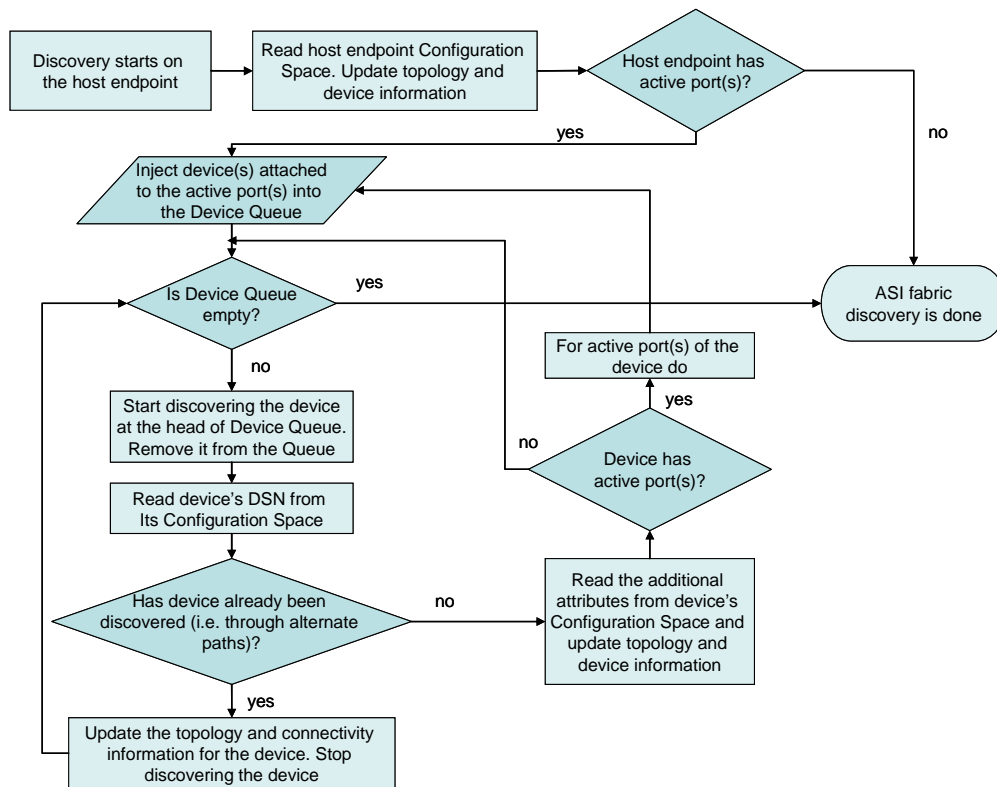 Discovery starts on
the host endpoint
Read host endpoint Configuration
Space. Update topology and
device information
Host endpoint has
active port(s)?
yes
no
Inject device(s) attached
to the active port(s) into
the Device Queue
Is Device Queue
empty?
yes
ASI fabric
discovery is done
no
For active port(s) of the
device do
yes
Start discovering the device
at the head of Device Queue.
Remove it from the Queue
no
Device has
active port(s)?
Read device's DSN from
Its Configuration Space
Has device already been
discovered (i.e. through alternate
paths)?
no
Read the additional
attributes from device's
Configuration Space and
update topology and
device information
yes
Update the topology and connectivity
information for the device. Stop
discovering the device